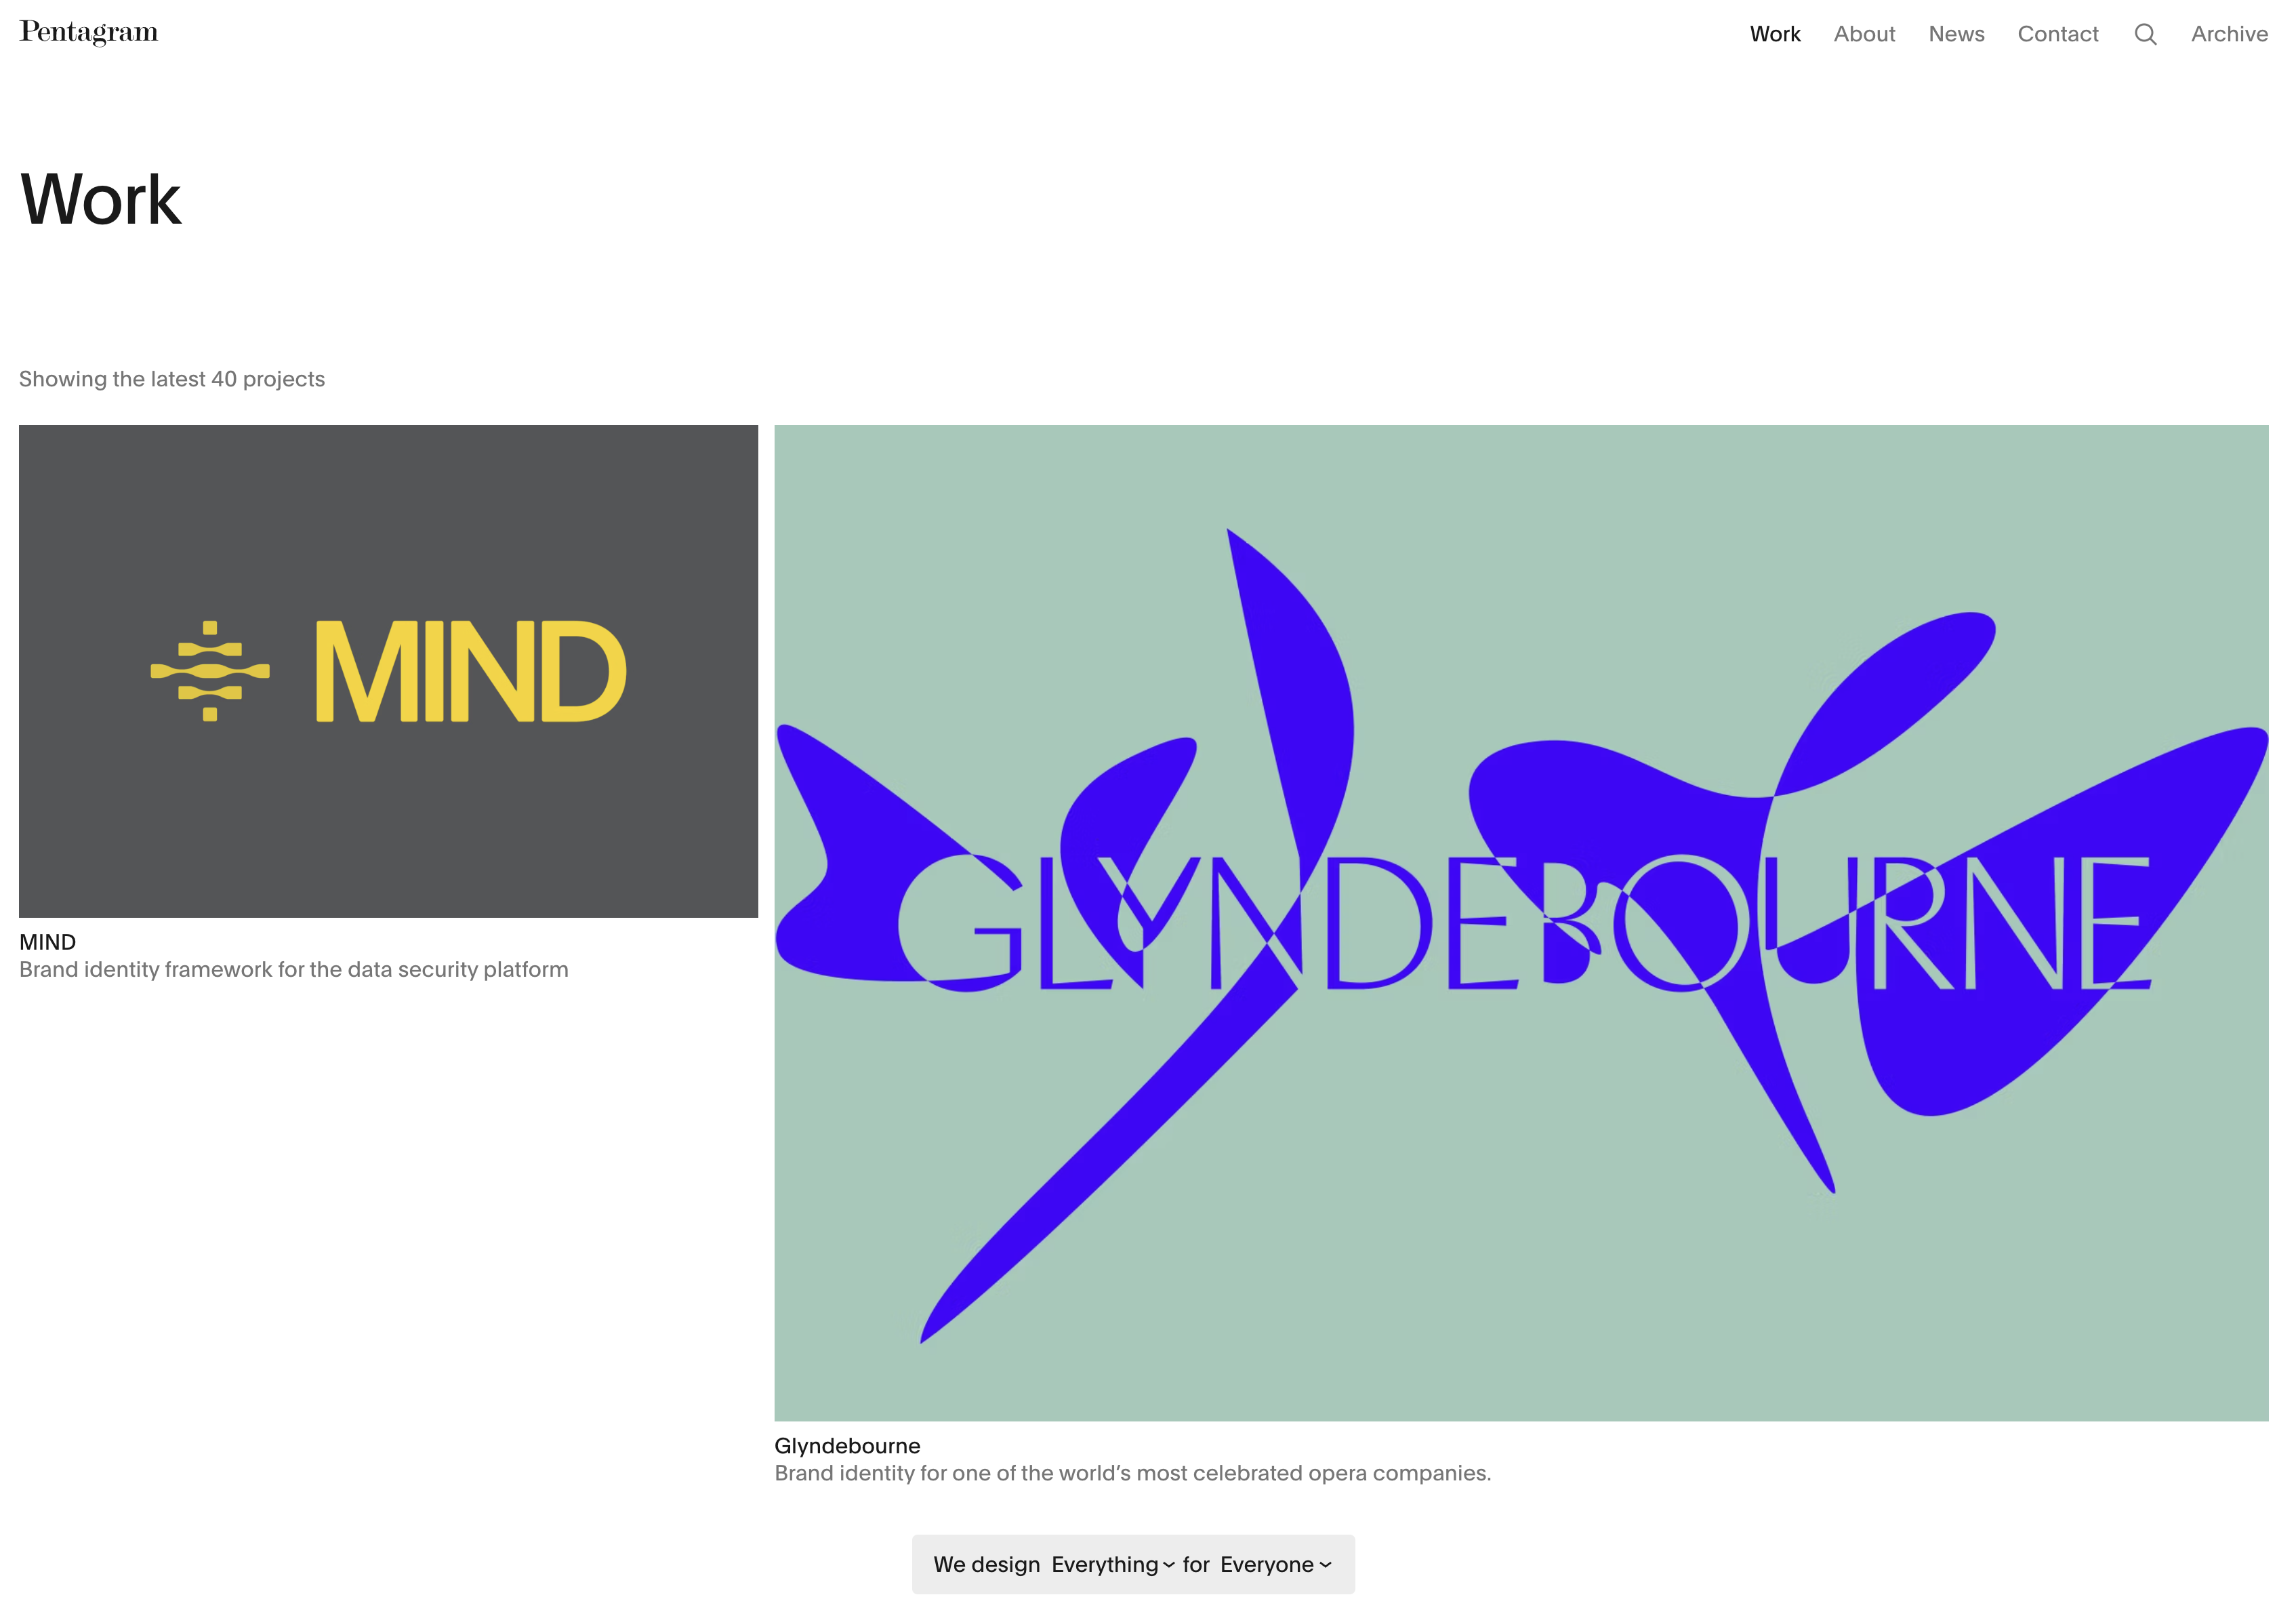 Pentagram
Work About News Contact Archive
Work
Showing the latest 40 projects
MIND
GLYNDEBOURNE
MIND
Brand identity framework for the data security platform
Glyndebourne
Brand identity for one of the world’s most celebrated opera companies.
We design Everything for Everyone